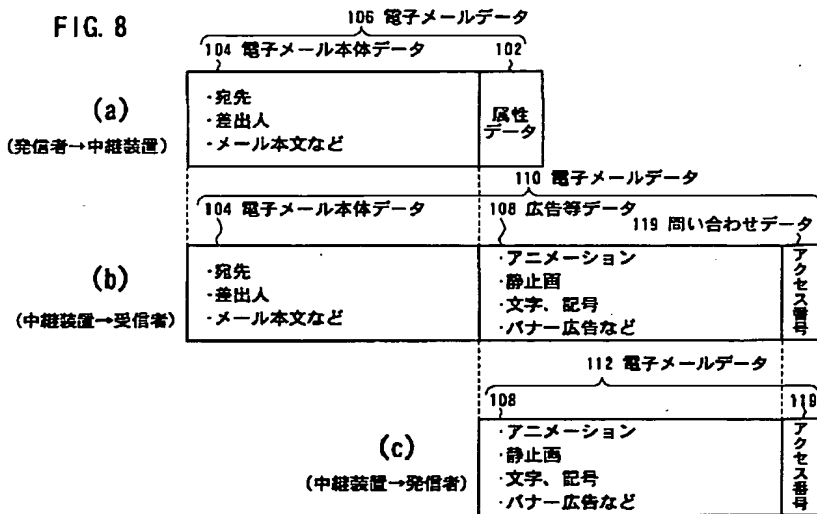 FIG. 8
106 電子メールデータ
104 電子メール本体データ
102
(a)
(発信者→中継装置)
・宛先
・差出人
・メール本文など
属性
データ
110 電子メールデータ
104 電子メール本体データ
108 広告等データ
119 問い合わせデータ
(b)
(中継装置→受信者)
・宛先
・差出人
・メール本文など
・アニメーション
・静止画
・文字、記号
・バナー広告など
アクセス番号
112 電子メールデータ
108
119
(c)
(中継装置→発信者)
・アニメーション
・静止画
・文字、記号
・バナー広告など
アクセス番号